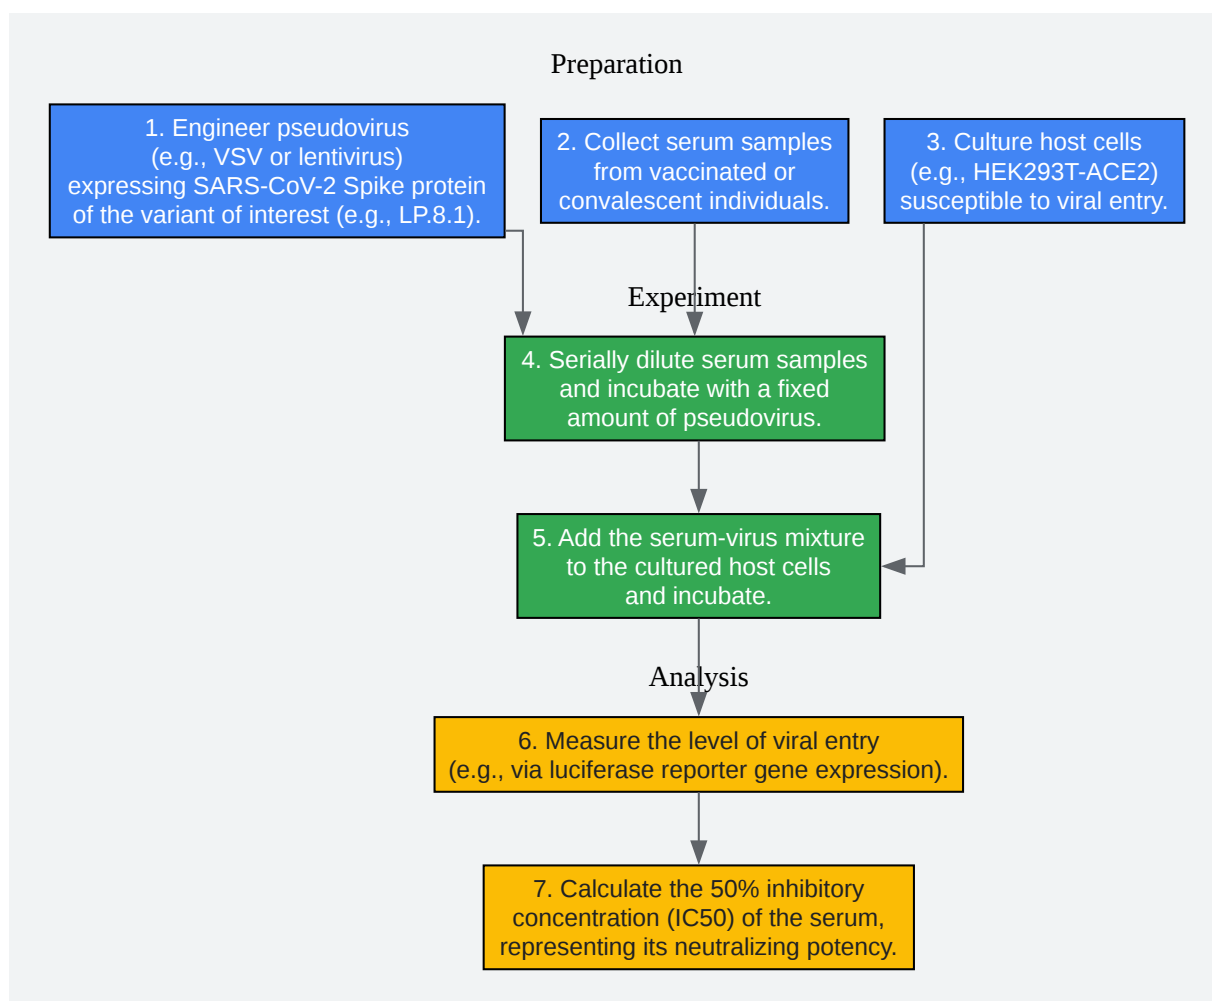 Preparation
1. Engineer pseudovirus
(e.g., VSV or lentivirus)
expressing SARS-CoV-2 Spike protein
of the variant of interest (e.g., LP.8.1).
2. Collect serum samples
from vaccinated or
convalescent individuals.
3. Culture host cells
(e.g., HEK293T-ACE2)
susceptible to viral entry.
Experiment
4. Serially dilute serum samples
and incubate with a fixed
amount of pseudovirus.
5. Add the serum-virus mixture
to the cultured host cells
and incubate.
Analysis
6. Measure the level of viral entry
(e.g., via luciferase reporter gene expression).
7. Calculate the 50% inhibitory
concentration (IC50) of the serum,
representing its neutralizing potency.